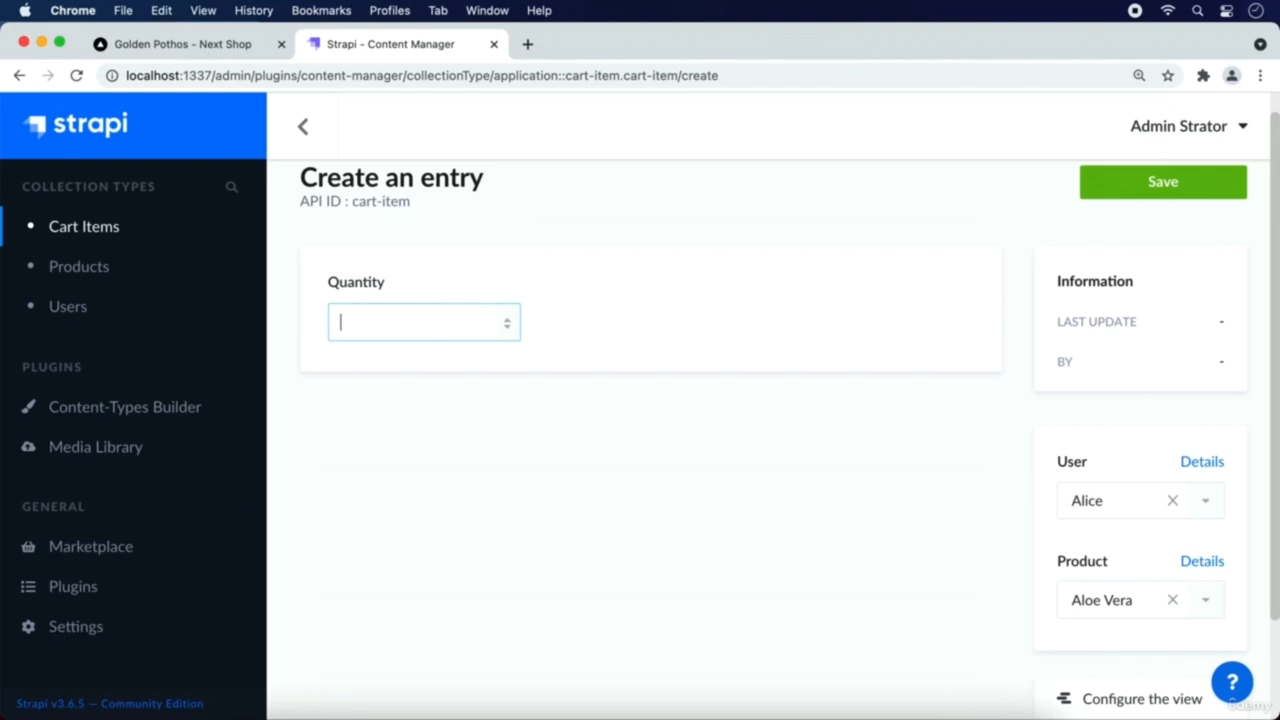 Chrome File Edit View History Bookmarks Profiles Tab Window Help
Golden Pothos - Next Shop
Strapi - Content Manager
localhost:1337/admin/plugins/content-manager/collectionType/application::cart-item.cart-item/create
strapi
Admin Strator
COLLECTION TYPES
Cart Items
Products
Users
PLUGINS
Content-Types Builder
Media Library
GENERAL
Marketplace
Plugins
Settings
Strapi v3.6.5 — Community Edition
Create an entry
API ID : cart-item
Save
Quantity
Information
LAST UPDATE -
BY -
User Details
Alice
Product Details
Aloe Vera
Configure the view
?
ûdemy